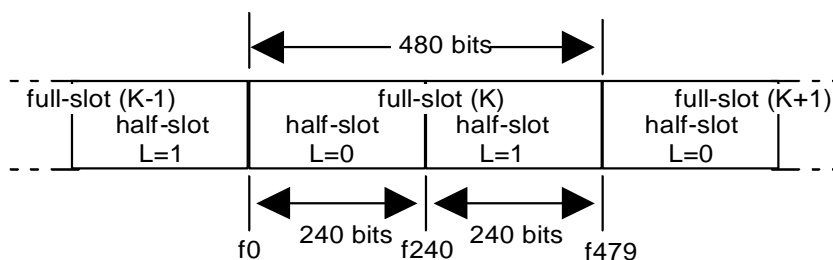 480 bits
full-slot (K-1)
full-slot (K)
full-slot (K+1)
half-slot
L=1
half-slot
L=0
half-slot
L=1
half-slot
L=0
240 bits
240 bits
f0
f240
f479